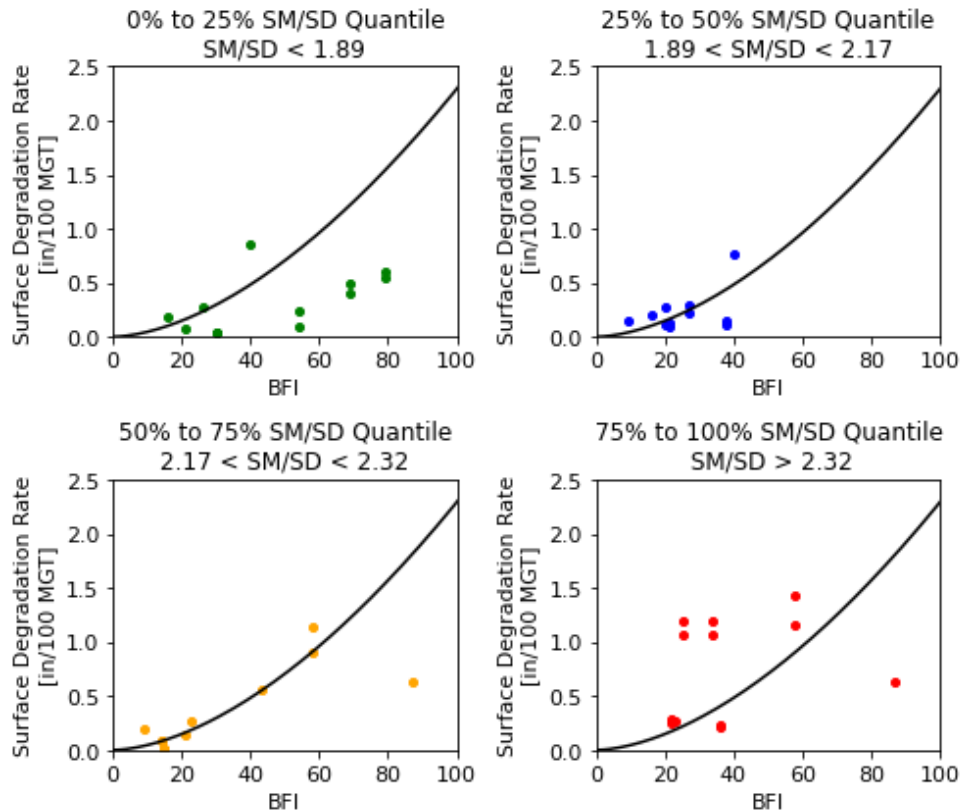 0% to 25% SM/SD Quantile
SM/SD < 1.89
Surface Degradation Rate
[in/100 MGT]
2.5
2.0
1.5
1.0
0.5
0.0
0 20 40 60 80 100
BFI
25% to 50% SM/SD Quantile
1.89 < SM/SD < 2.17
Surface Degradation Rate
[in/100 MGT]
2.5
2.0
1.5
1.0
0.5
0.0
0 20 40 60 80 100
BFI
50% to 75% SM/SD Quantile
2.17 < SM/SD < 2.32
Surface Degradation Rate
[in/100 MGT]
2.5
2.0
1.5
1.0
0.5
0.0
0 20 40 60 80 100
BFI
75% to 100% SM/SD Quantile
SM/SD > 2.32
Surface Degradation Rate
[in/100 MGT]
2.5
2.0
1.5
1.0
0.5
0.0
0 20 40 60 80 100
BFI